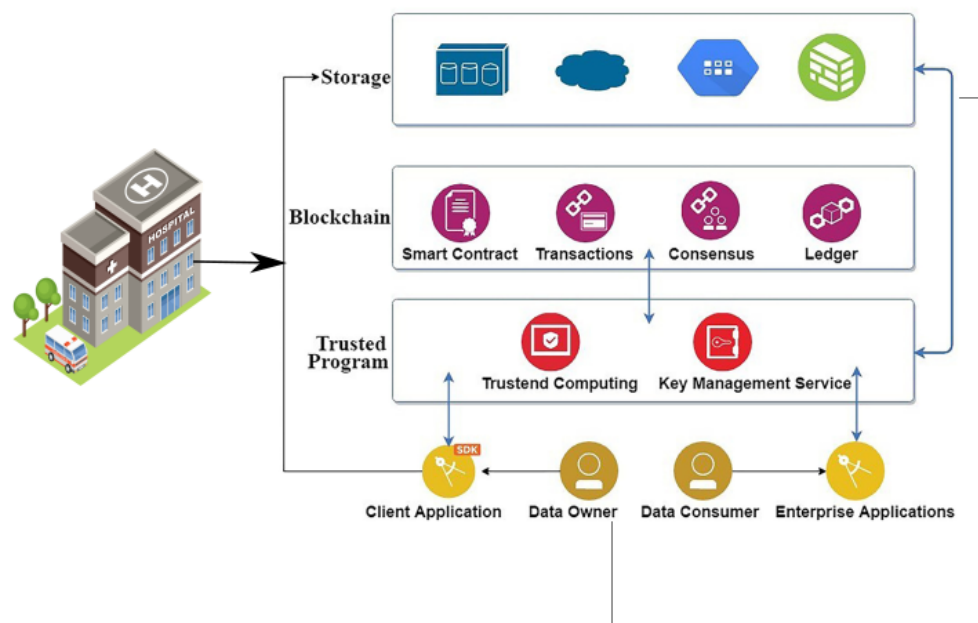 Storage
H
HOSPITAL
Blockchain
Smart Contract
Transactions
Consensus
Ledger
Trusted
Program
Trustend Computing
Key Management Service
SDK
Client Application
Data Owner
Data Consumer
Enterprise Applications